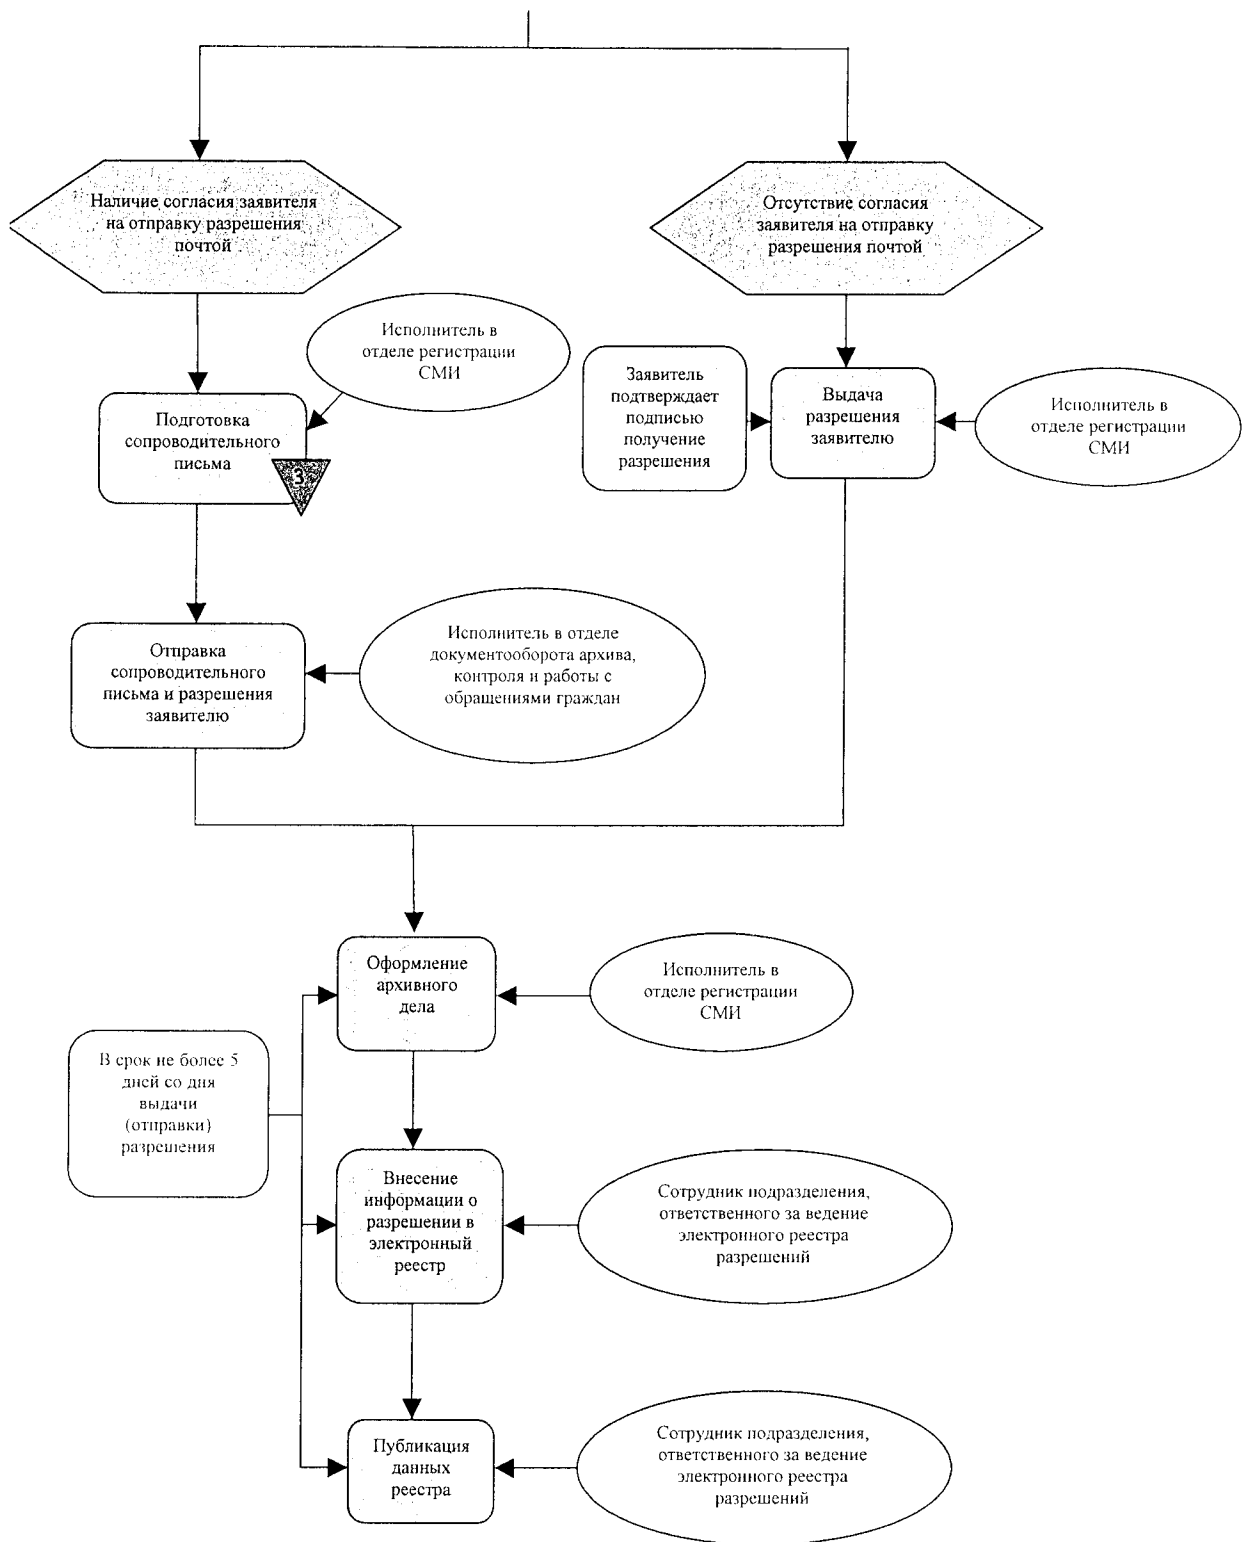 Наличие согласия заявителя
на отправку разрешения
почтой
Отсутствие согласия
заявителя на отправку
разрешения почтой
Исполнитель в
отделе регистрации
СМИ
Подготовка
сопроводительного
письма
3
Заявитель
подтверждает
подписью
получение
разрешения
Выдача
разрешения
заявителю
Исполнитель в
отделе регистрации
СМИ
Отправка
сопроводительного
письма и разрешения
заявителю
Исполнитель в отделе
документооборота архива,
контроля и работы с
обращениями граждан
Оформление
архивного
дела
Исполнитель в
отделе регистрации
СМИ
В срок не более 5
дней со дня
выдачи
(отправки)
разрешения
Внесение
информации о
разрешении в
электронный
реестр
Сотрудник подразделения,
ответственного за ведение
электронного реестра
разрешений
Публикация
данных
реестра
Сотрудник подразделения,
ответственного за ведение
электронного реестра
разрешений